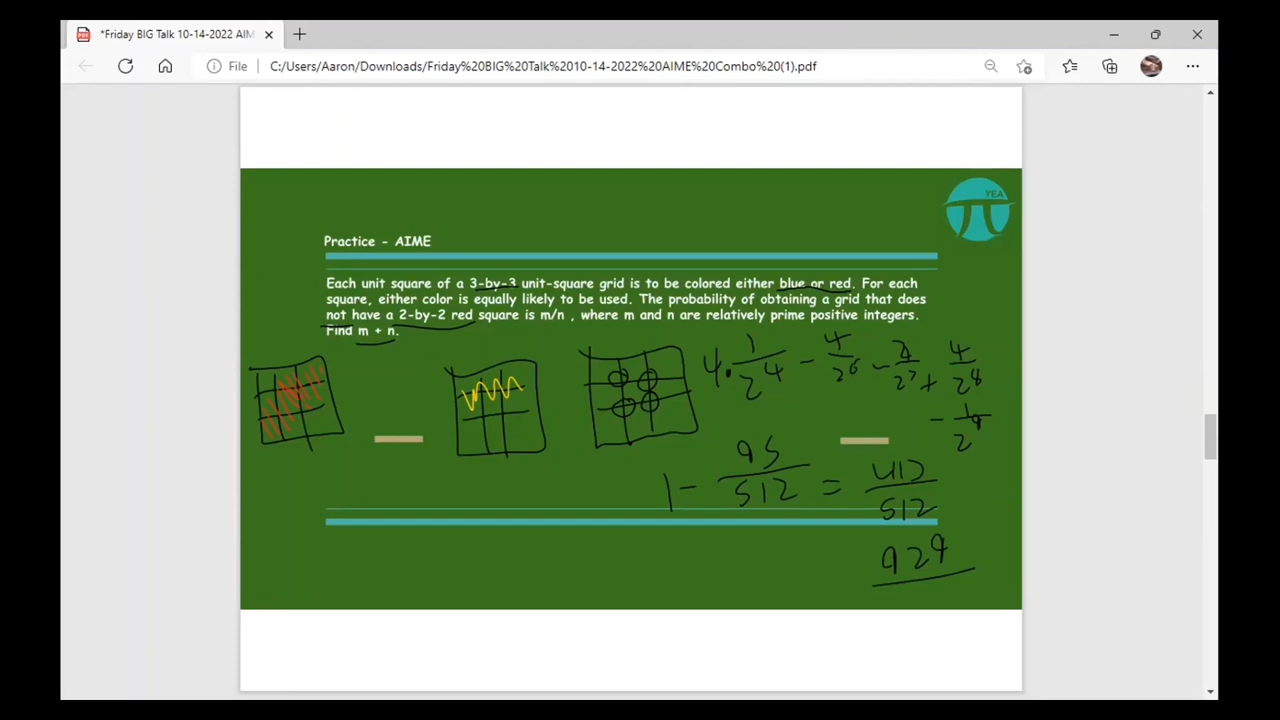 *Friday BIG Talk 10-14-2022 AIM
File C:/Users/Aaron/Downloads/Friday%20BIG%20Talk%2010-14-2022%20AIME%20Combo%20(1).pdf
YEA
Practice - AIME
Each unit square of a 3-by-3 unit-square grid is to be colored either blue or red. For each
square, either color is equally likely to be used. The probability of obtaining a grid that does
not have a 2-by-2 red square is m/n , where m and n are relatively prime positive integers.
Find m + n.
4 · 1/2^4 - 4/2^6 - 2/2^7 + 4/2^8
- 1/2^9
1 - 95/512 = 417/512
929